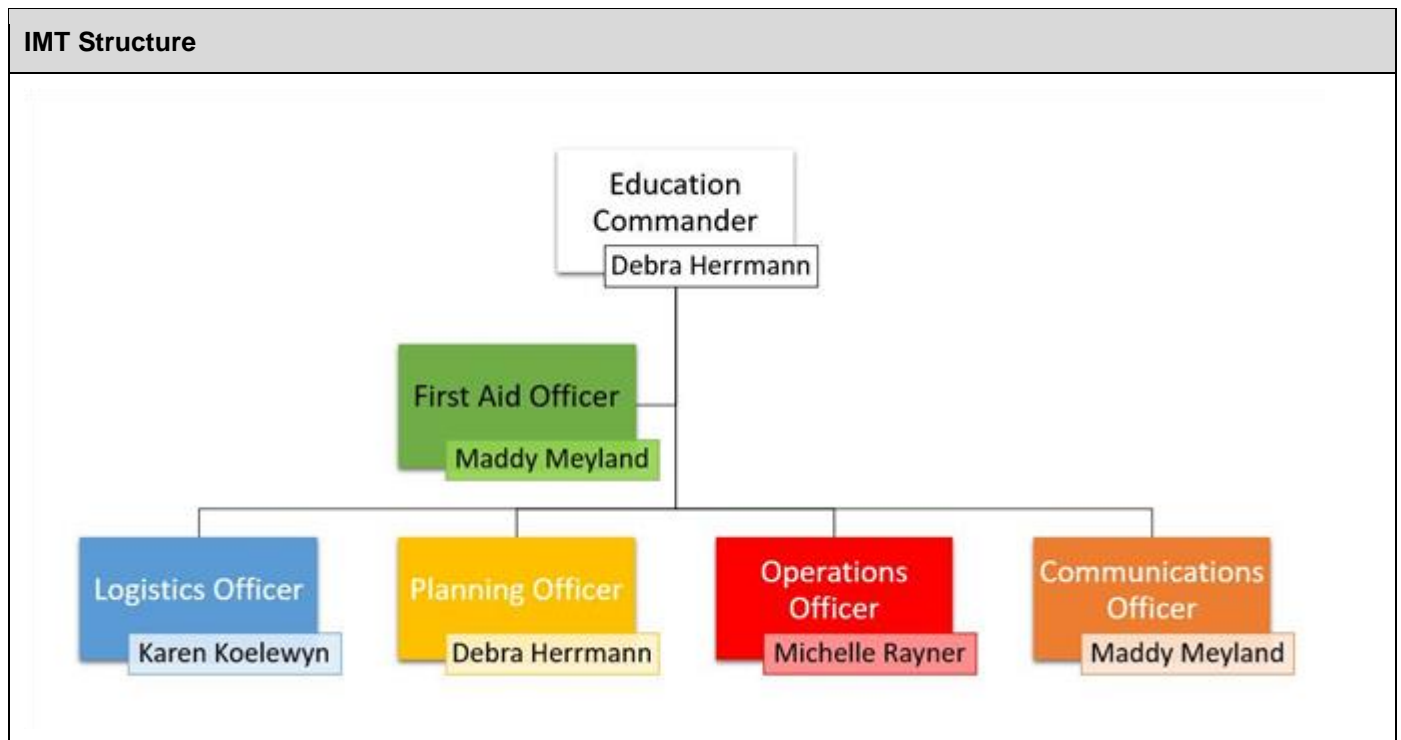 IMT Structure
Education
Commander
Debra Herrmann
First Aid Officer
Maddy Meyland
Logistics Officer
Karen Koelewyn
Planning Officer
Debra Herrmann
Operations
Officer
Michelle Rayner
Communications
Officer
Maddy Meyland